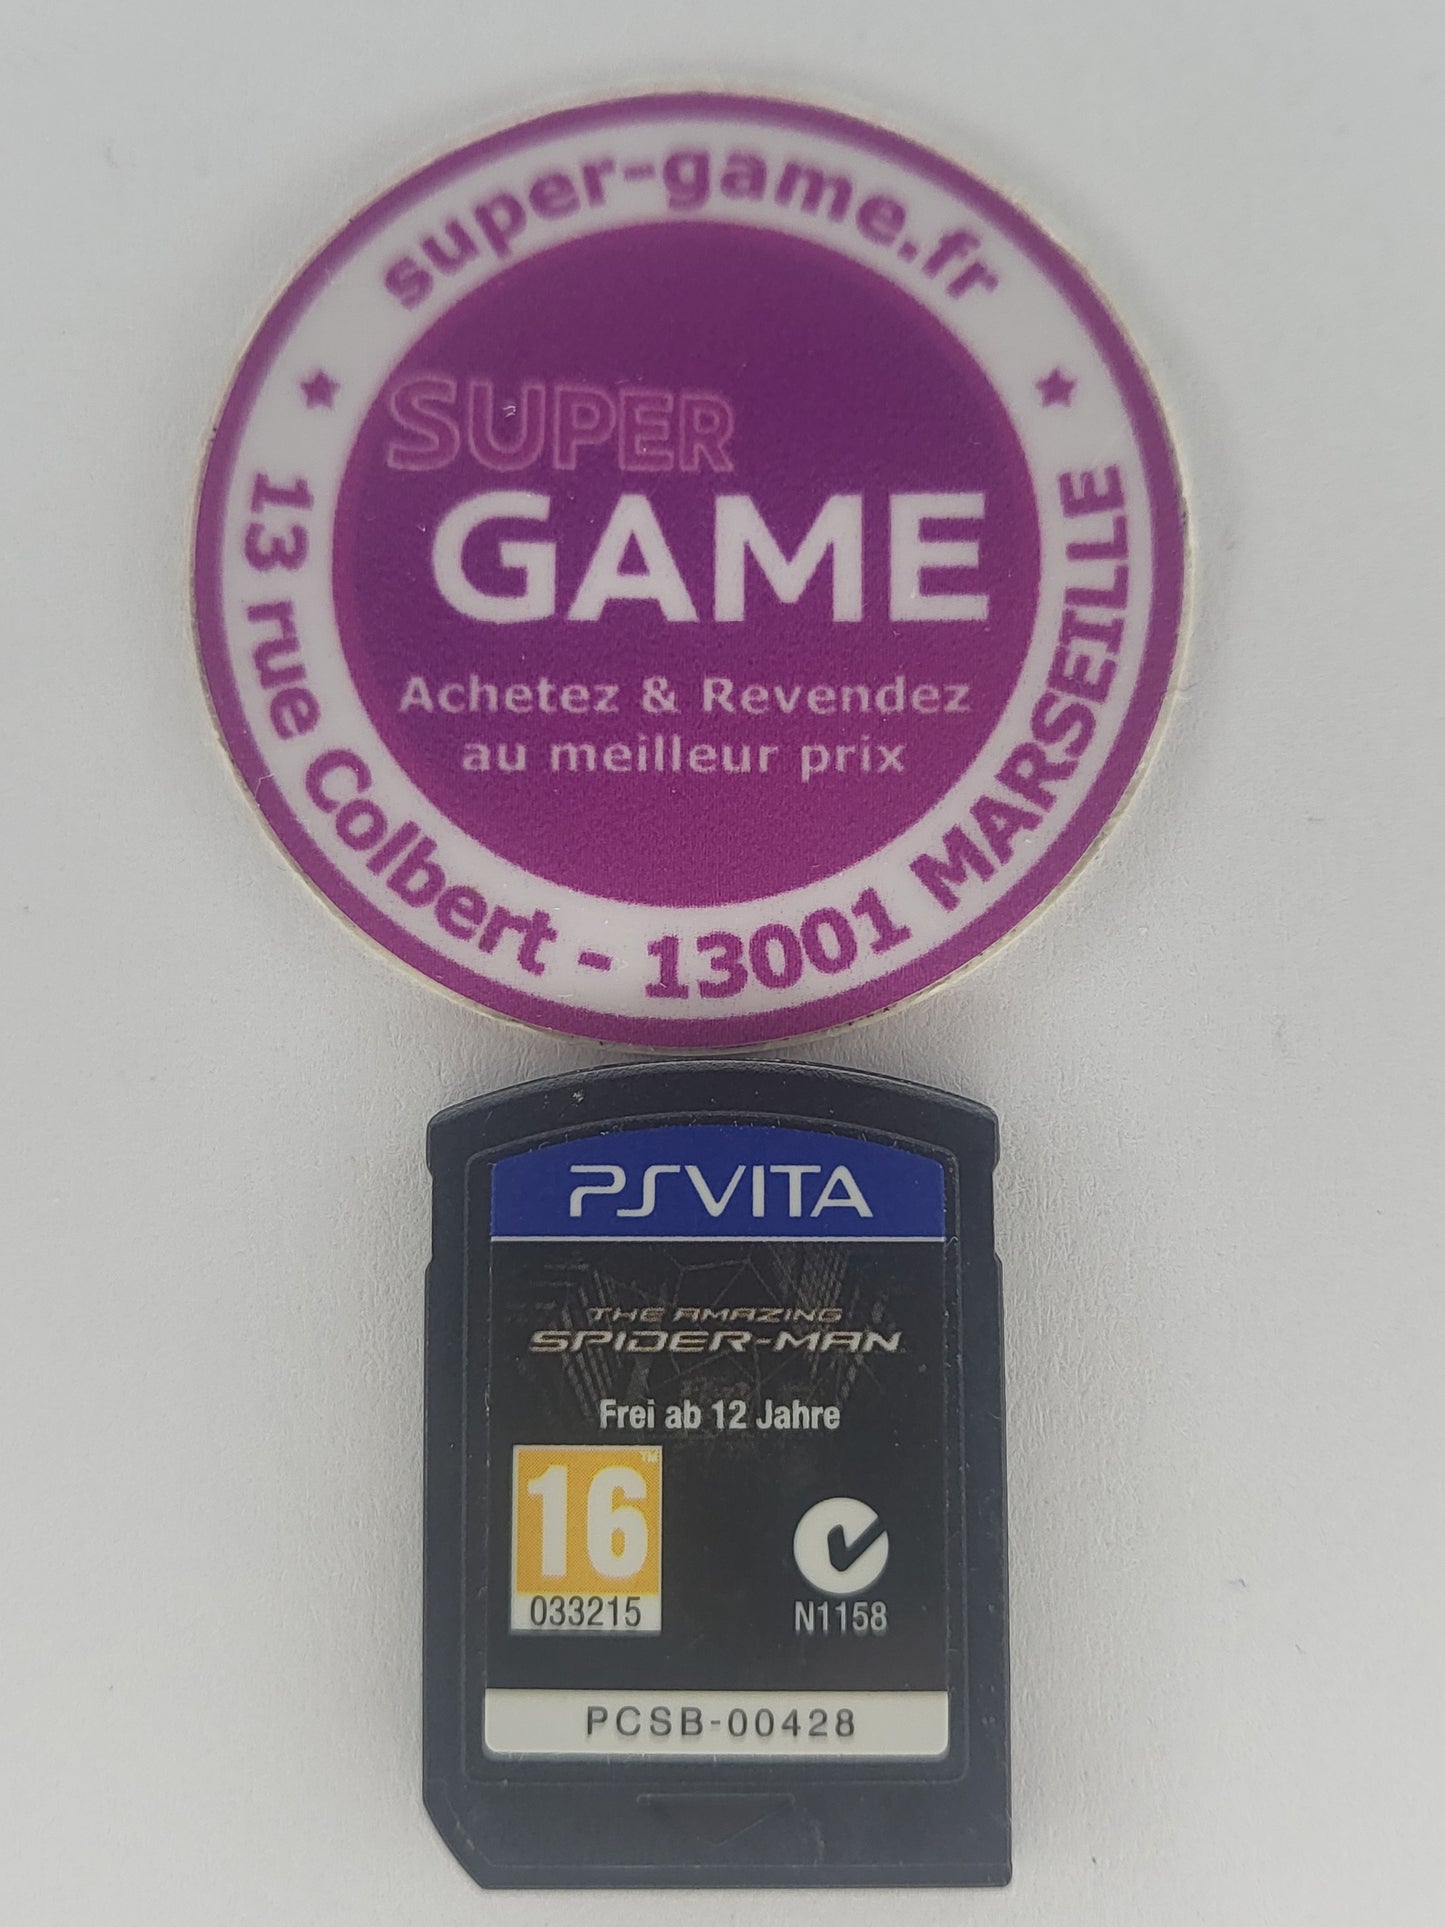 super-game.fr
SUPER
GAME
Achetez & Revendez
au meilleur prix
13 rue Colbert - 13001 MARSEILLE
PSVITA
THE AMAZING
SPIDER-MAN
Frei ab 12 Jahre
16™
033215
N1158
PCSB-00428